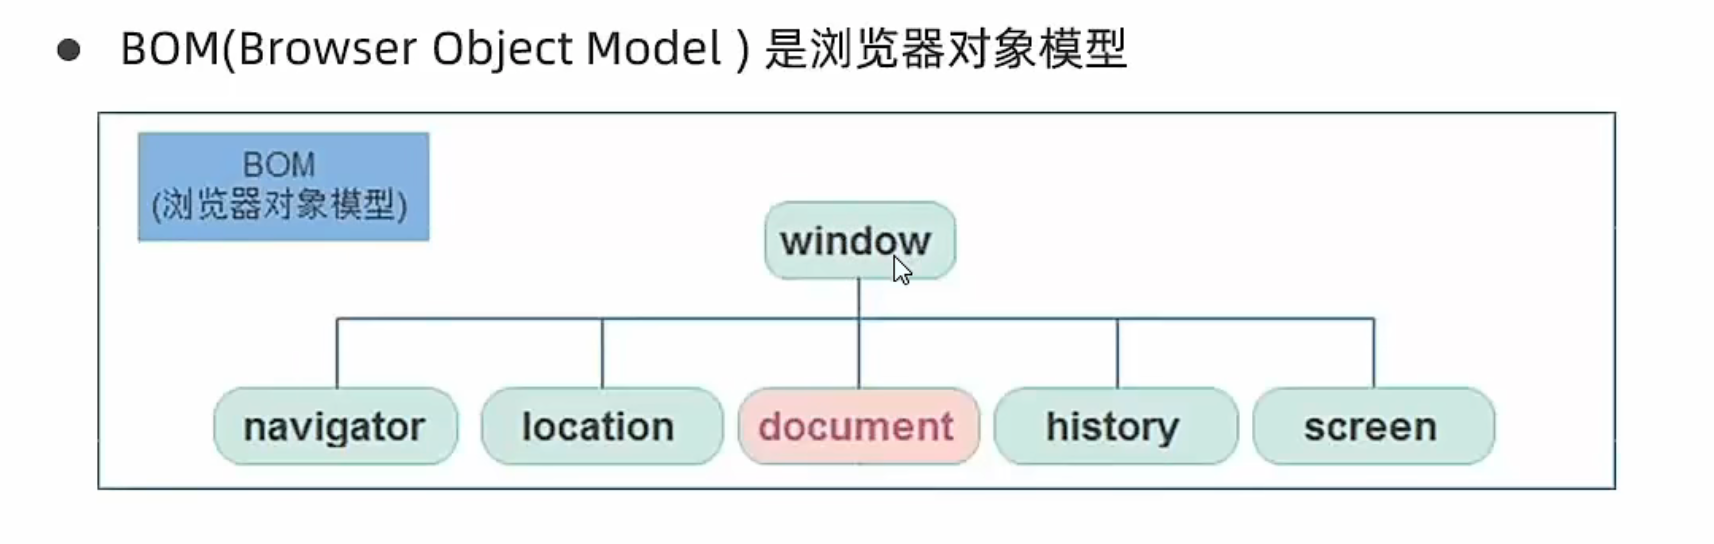 BOM(Browser Object Model ) 是浏览器对象模型
BOM
(浏览器对象模型)
window
navigator
location
document
history
screen